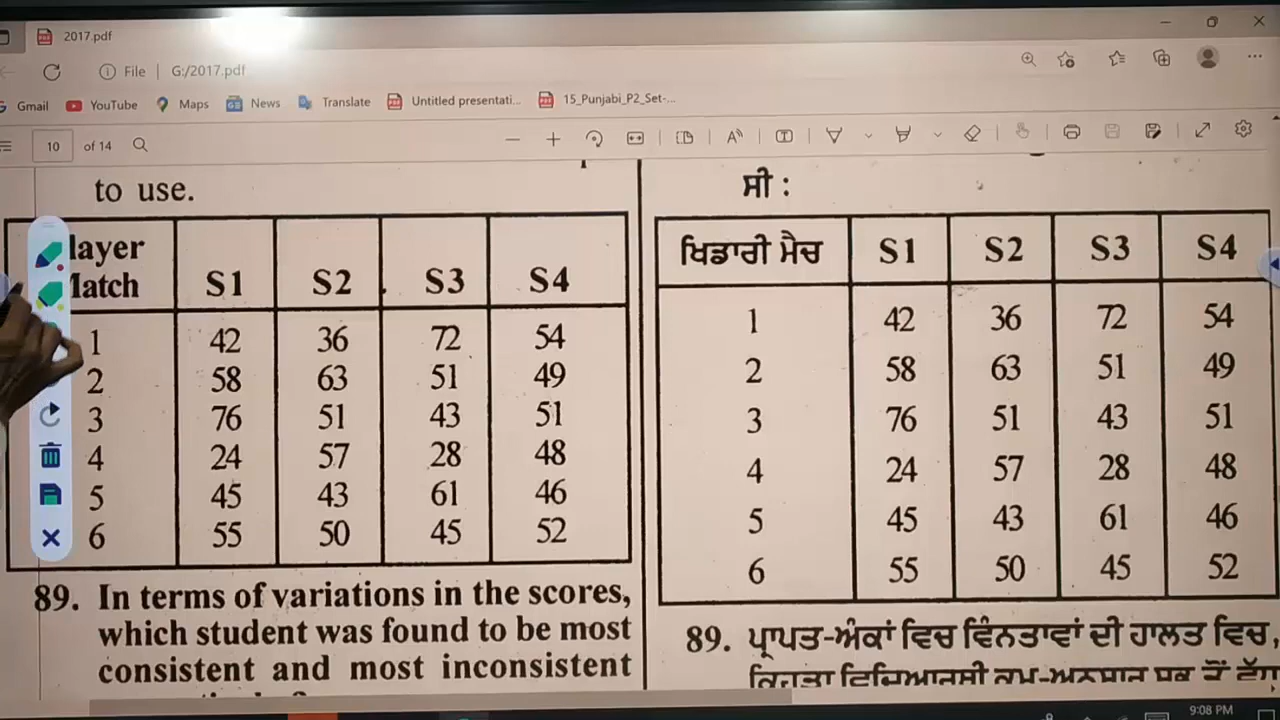 2017.pdf
File | G:/2017.pdf
Gmail YouTube Maps News Translate Untitled presentati... 15_Punjabi_P2_Set-...
10 of 14
to use.
layer
Match S1 S2 S3 S4
1 42 36 72 54
2 58 63 51 49
3 76 51 43 51
4 24 57 28 48
5 45 43 61 46
6 55 50 45 52
89. In terms of variations in the scores,
which student was found to be most
consistent and most inconsistent
ਸੀ :
ਖਿਡਾਰੀ ਮੈਚ S1 S2 S3 S4
1 42 36 72 54
2 58 63 51 49
3 76 51 43 51
4 24 57 28 48
5 45 43 61 46
6 55 50 45 52
89. ਪ੍ਰਾਪਤ-ਅੰਕਾਂ ਵਿਚ ਵਿੰਨਤਾਵਾਂ ਦੀ ਹਾਲਤ ਵਿਚ,
9:08 PM